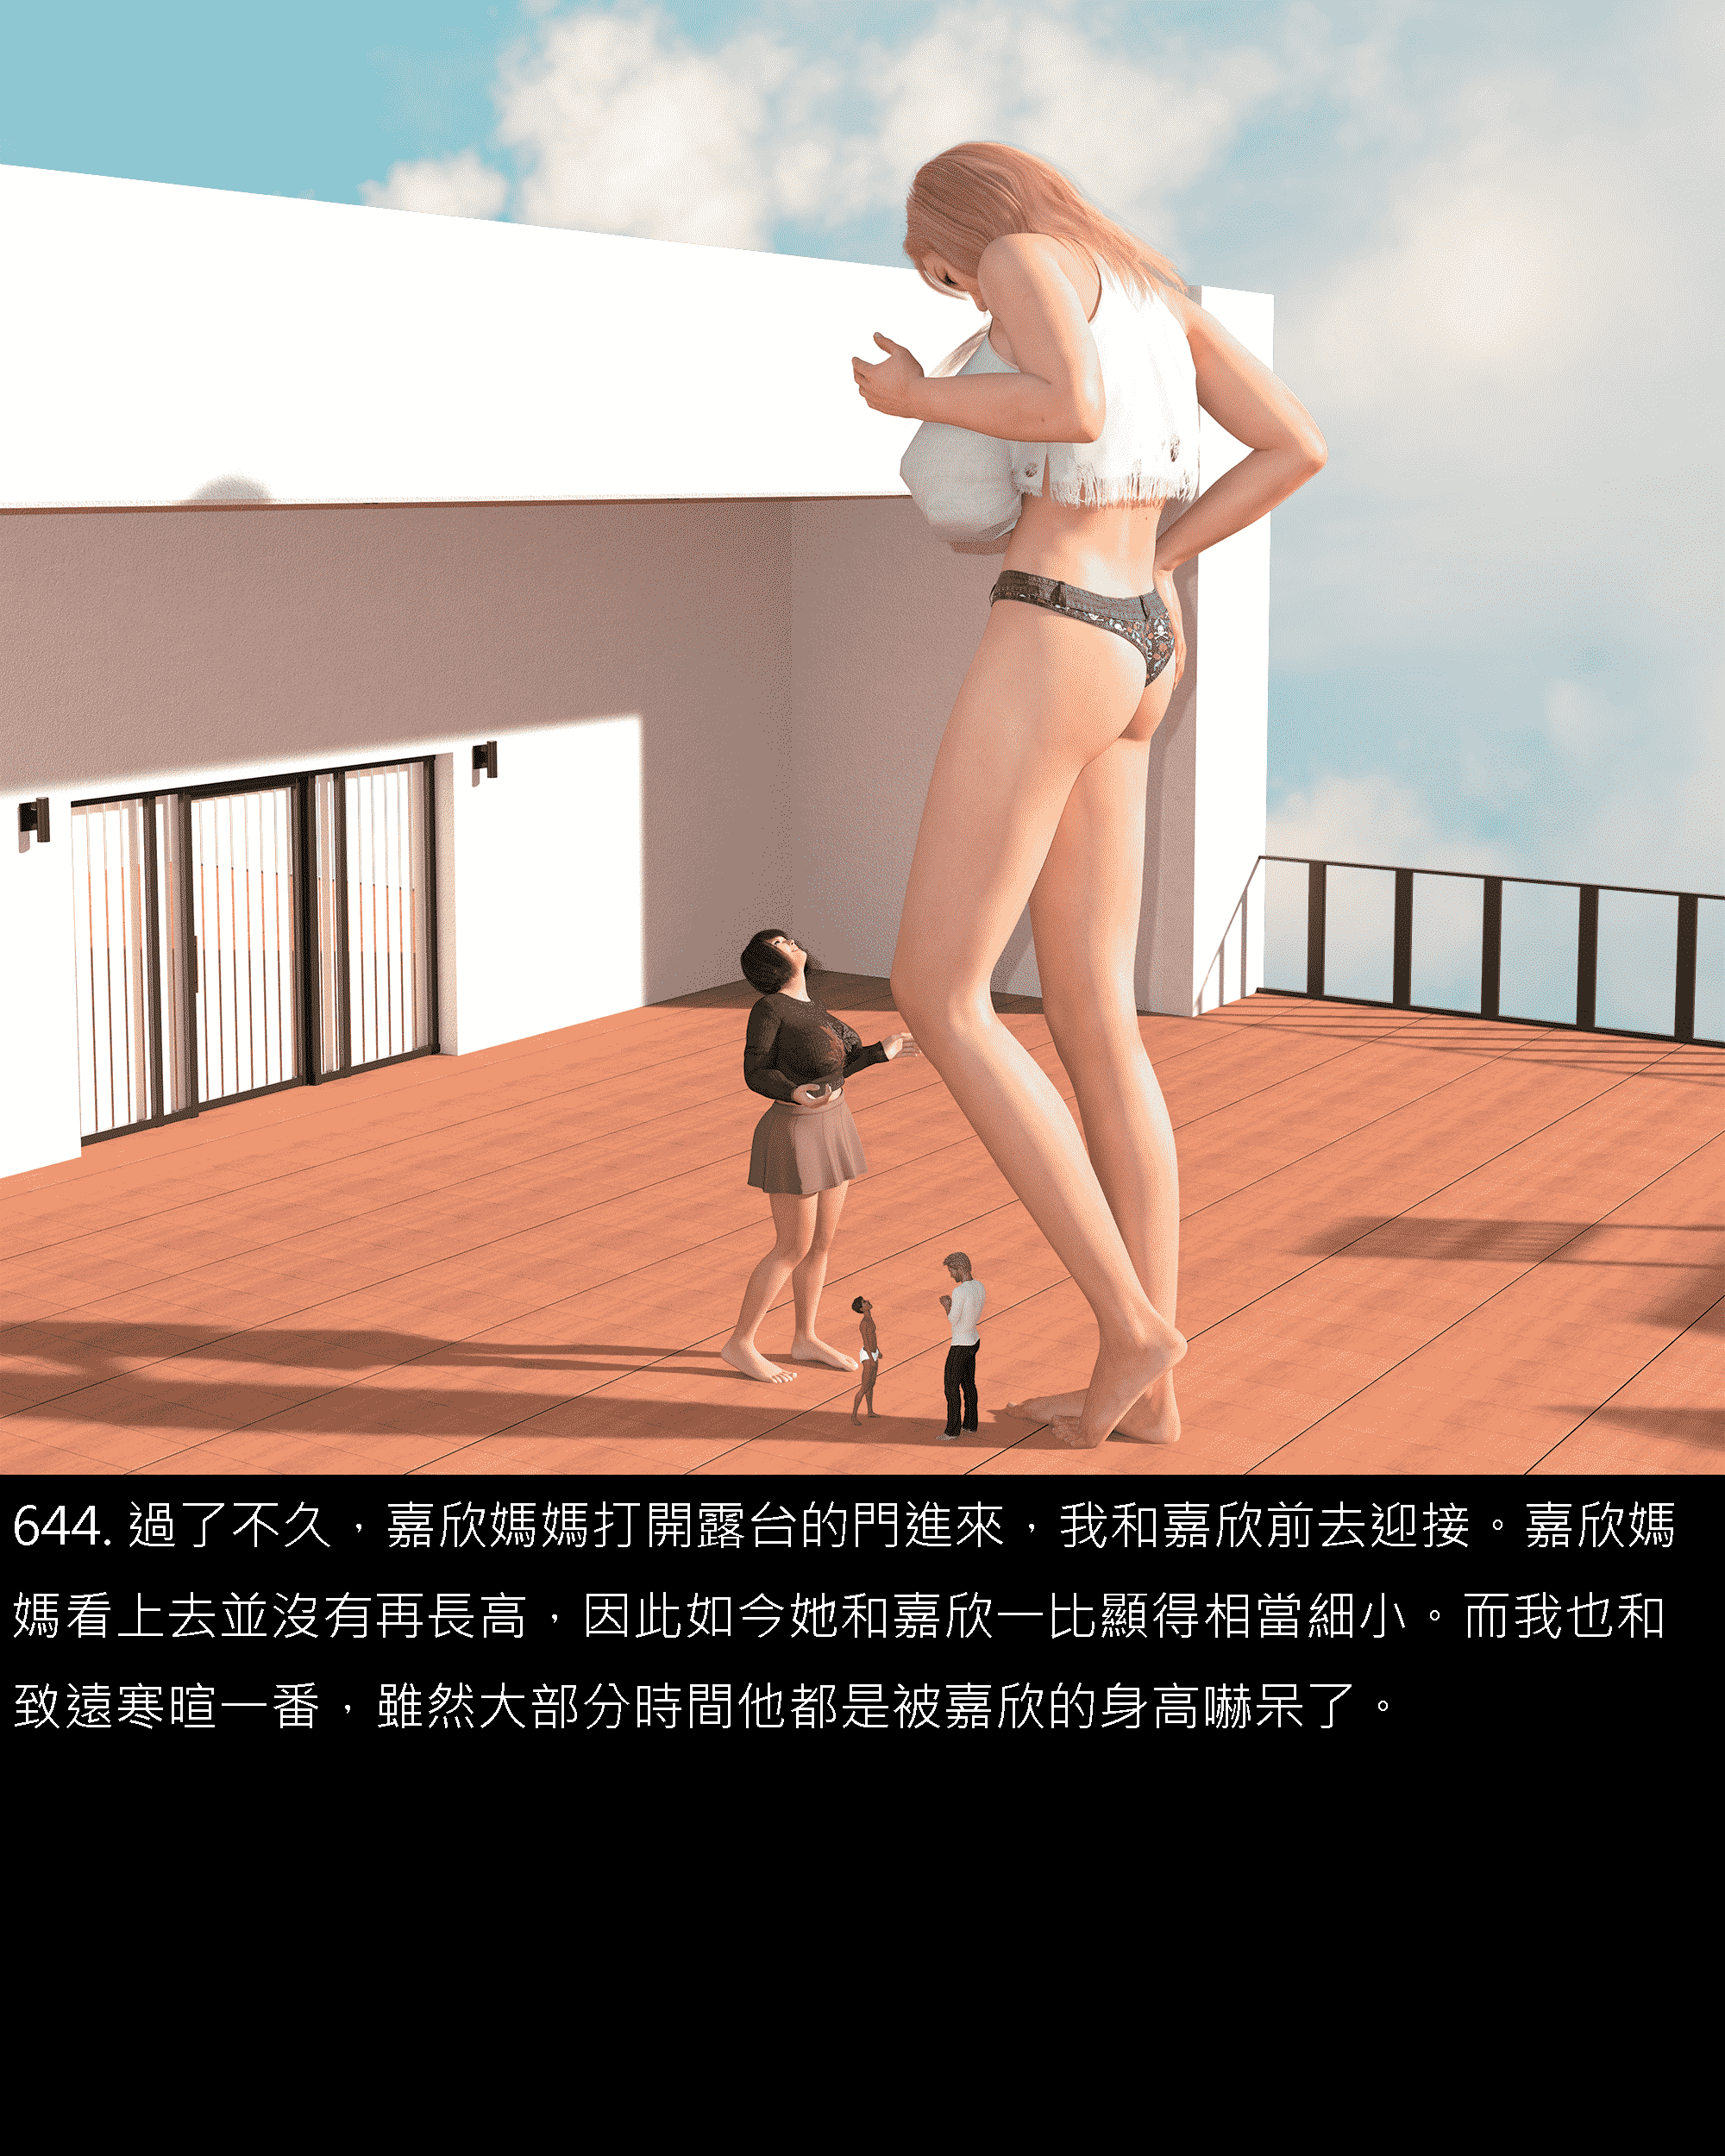 644. 過了不久，嘉欣媽媽打開露台的門進來，我和嘉欣前去迎接。嘉欣媽
媽看上去並沒有再長高，因此如今她和嘉欣一比顯得相當細小。而我也和
致遠寒暄一番，雖然大部分時間他都是被嘉欣的身高嚇呆了。